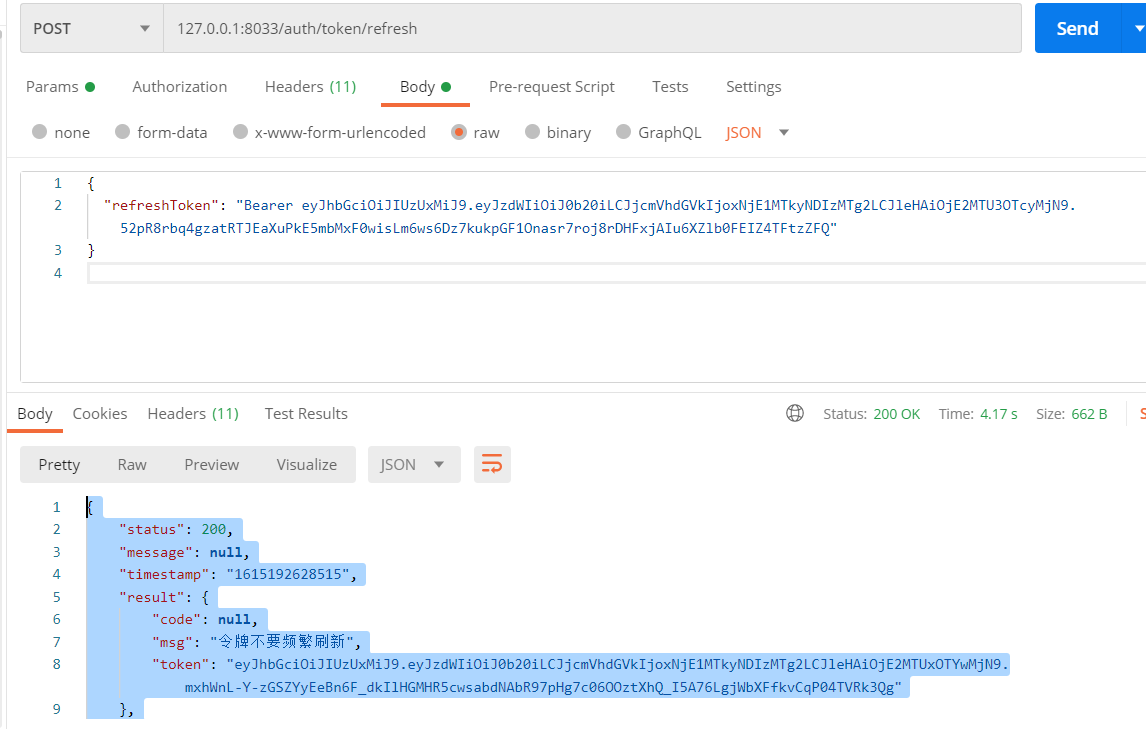 POST 127.0.0.1:8033/auth/token/refresh Send
Params Authorization Headers (11) Body Pre-request Script Tests Settings
none form-data x-www-form-urlencoded raw binary GraphQL JSON
1 {
2 "refreshToken": "Bearer eyJhbGciOiJIUzUxMiJ9.eyJzdWIiOiJ0b20iLCJjcmVhdGVkIjoxNjE1MTkyNDIzMTg2LCJleHAiOjE2MTU3OTcyMjN9.
52pR8rbq4gzatRTJEaXuPkE5mbMxF0wisLm6ws6Dz7kukpGF1Onasr7roj8rDHFxjAIu6XZlb0FEIZ4TFtzZFQ"
3 }
4
Body Cookies Headers (11) Test Results Status: 200 OK Time: 4.17 s Size: 662 B S
Pretty Raw Preview Visualize JSON
1 {
2 "status": 200,
3 "message": null,
4 "timestamp": "1615192628515",
5 "result": {
6 "code": null,
7 "msg": "令牌不要频繁刷新",
8 "token": "eyJhbGciOiJIUzUxMiJ9.eyJzdWIiOiJ0b20iLCJjcmVhdGVkIjoxNjE1MTkyNDIzMTg2LCJleHAiOjE2MTUxOTYwMjN9.
mxhWnL-Y-zGSZYyEeBn6F_dkIlHGMHR5cwsabdNAbR97pHg7c06OOztXhQ_I5A76LgjWbXFfkvCqP04TVRk3Qg"
9 },